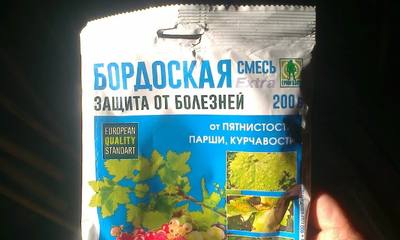 БОРДОСКАЯ СМЕСЬ
Extra
ЗАЩИТА ОТ БОЛЕЗНЕЙ 200
EUROPEAN
QUALITY
STANDART
от ПЯТНИСТОСТ
ПАРШИ, КУРЧАВОСТ